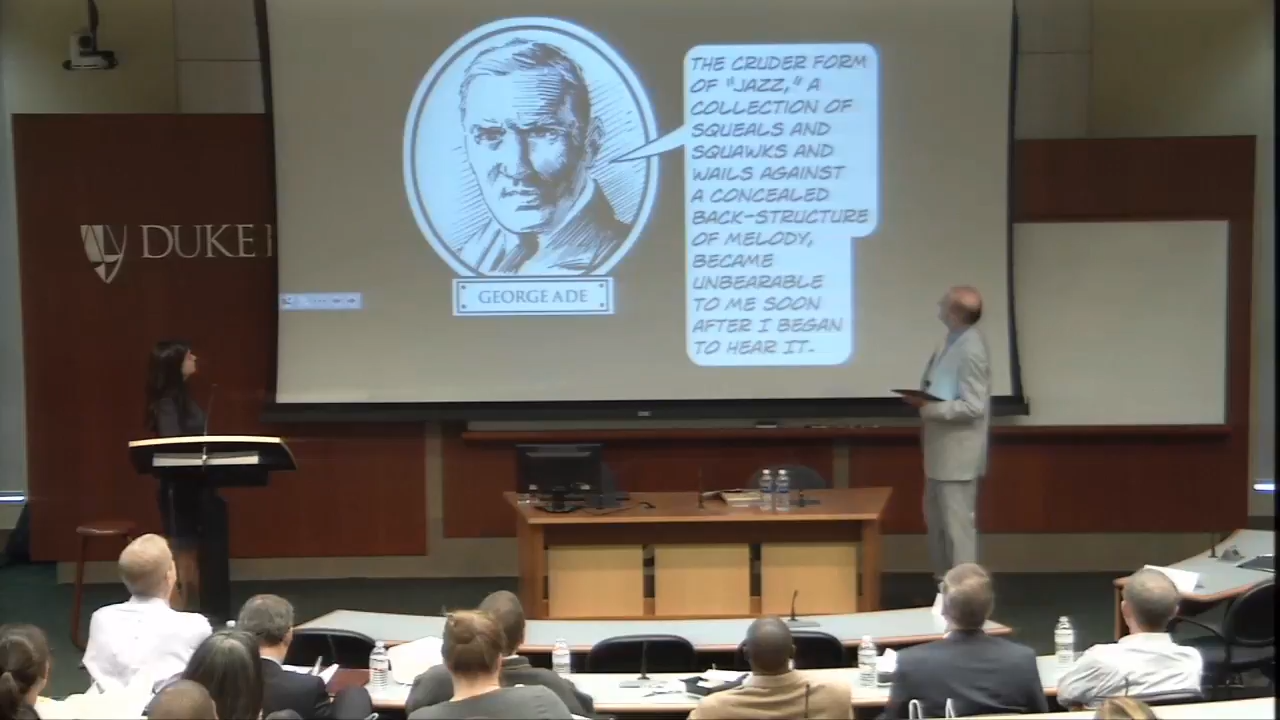 DUKE
THE CRUDER FORM
OF "JAZZ," A
COLLECTION OF
SQUEALS AND
SQUAWKS AND
WAILS AGAINST
A CONCEALED
BACK-STRUCTURE
OF MELODY,
BECAME
UNBEARABLE
TO ME SOON
AFTER I BEGAN
TO HEAR IT.
GEORGE ADE